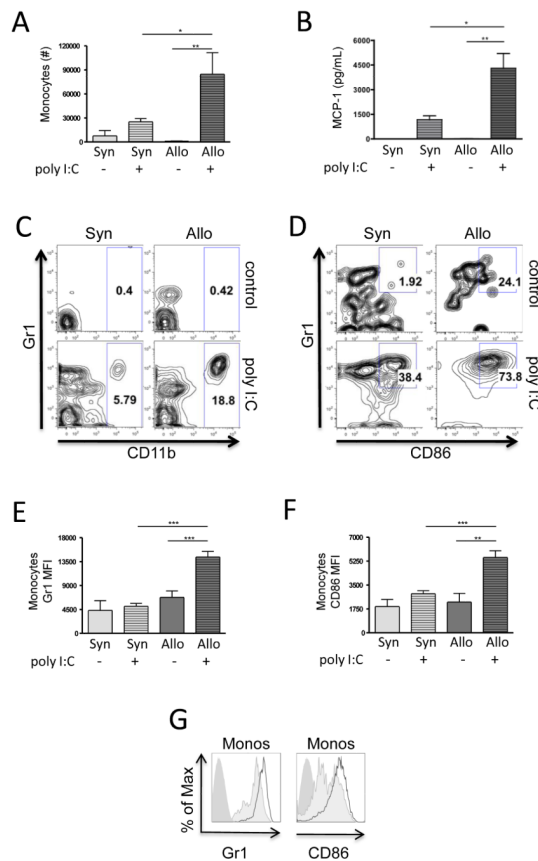 A
Monocytes (#)
120000
90000
60000
30000
0
*
**
Syn Syn Allo Allo
poly I:C - + - +
B
MCP-1 (pg/mL)
6000
4500
3000
1500
0
*
**
Syn Syn Allo Allo
poly I:C - + - +
C
Syn Allo
Gr1
0.4 0.42
control
5.79 18.8
poly I:C
CD11b
D
Syn Allo
Gr1
1.92 24.1
control
38.4 73.8
poly I:C
CD86
E
Monocytes
Gr1 MFI
18000
13500
9000
4500
0
***
***
Syn Syn Allo Allo
poly I:C - + - +
F
Monocytes
CD86 MFI
7000
5250
3500
1750
0
***
**
Syn Syn Allo Allo
poly I:C - + - +
G
Monos Monos
% of Max
Gr1 CD86